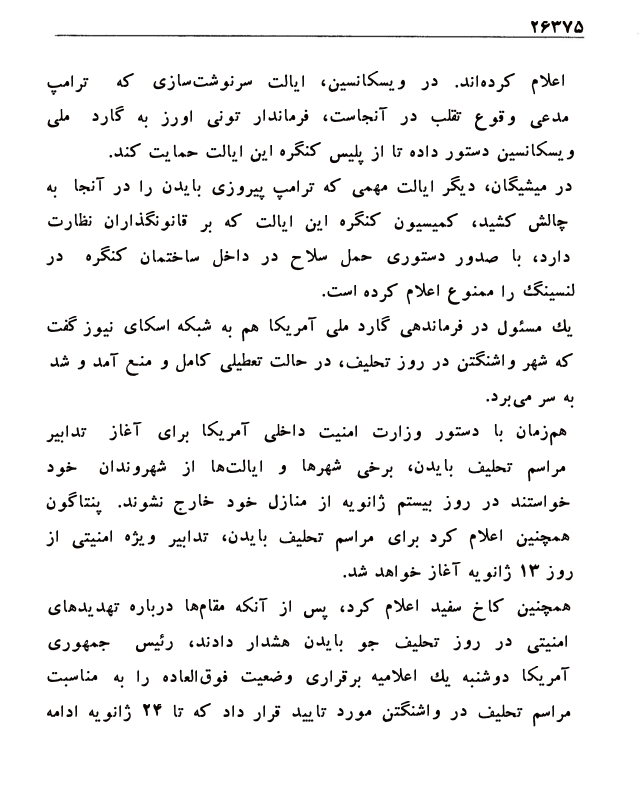 ۲۶۳۷۵
اعلام کرده‌اند. در ویسکانسین، ایالت سرنوشت‌سازی که ترامپ
مدعی وقوع تقلب در آنجاست، فرماندار تونی اورز به گارد ملی
ویسکانسین دستور داده تا از پلیس کنگره این ایالت حمایت کند.
در میشیگان، دیگر ایالت مهمی که ترامپ پیروزی بایدن را در آنجا به
چالش کشید، کمیسیون کنگره این ایالت که بر قانونگذاران نظارت
دارد، با صدور دستوری حمل سلاح در داخل ساختمان کنگره در
لنسینگ را ممنوع اعلام کرده است.
یك مسئول در فرماندهی گارد ملی آمریکا هم به شبکه اسکای نیوز گفت
که شهر واشنگتن در روز تحلیف، در حالت تعطیلی کامل و منع آمد و شد
به سر می‌برد.
هم‌زمان با دستور وزارت امنیت داخلی آمریکا برای آغاز تدابیر
مراسم تحلیف بایدن، برخی شهرها و ایالت‌ها از شهروندان خود
خواستند در روز بیستم ژانویه از منازل خود خارج نشوند. پنتاگون
همچنین اعلام کرد برای مراسم تحلیف بایدن، تدابیر ویژه امنیتی از
روز ۱۳ ژانویه آغاز خواهد شد.
همچنین کاخ سفید اعلام کرد، پس از آنکه مقام‌ها درباره تهدیدهای
امنیتی در روز تحلیف جو بایدن هشدار دادند، رئیس جمهوری
آمریکا دوشنبه یك اعلامیه برقراری وضعیت فوق‌العاده را به مناسبت
مراسم تحلیف در واشنگتن مورد تایید قرار داد که تا ۲۴ ژانویه ادامه